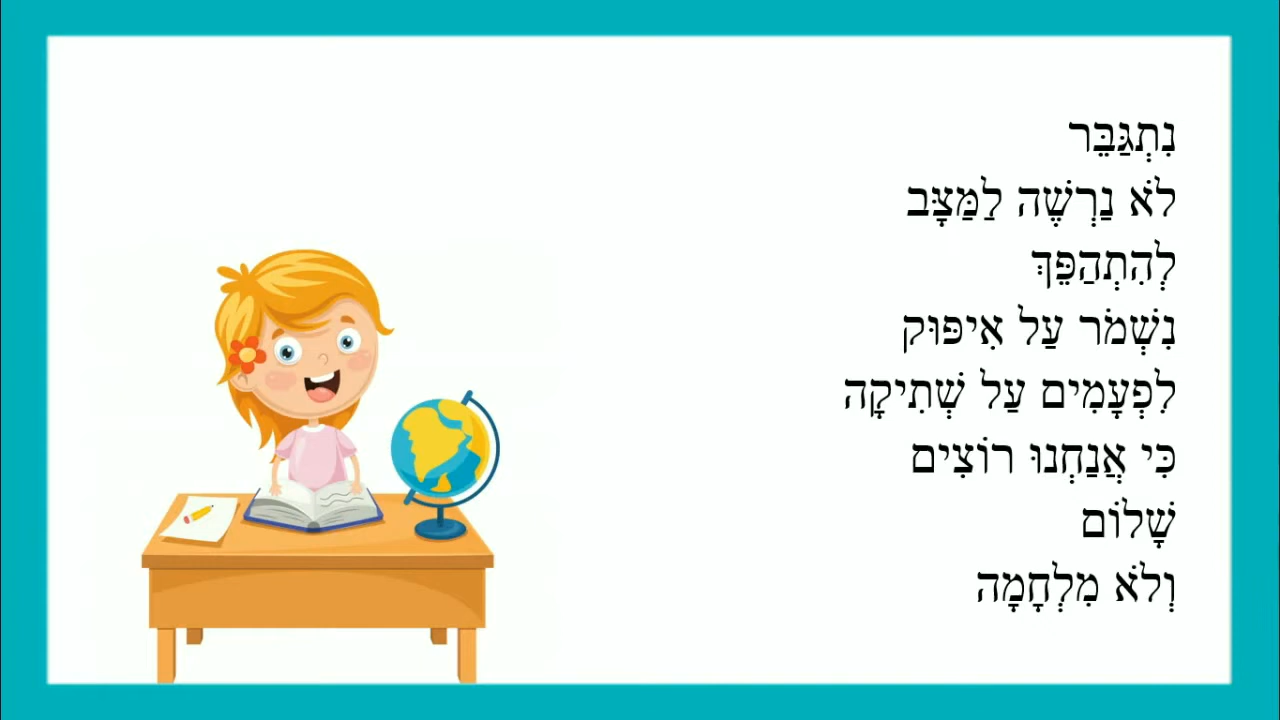 נִתְגַּבֵּר
לֹא נַרְשֶׁה לַמַּצָּב
לְהִתְהַפֵּךְ
נִשְׁמֹר עַל אִיפּוּק
לִפְעָמִים עַל שְׁתִיקָה
כִּי אֲנַחְנוּ רוֹצִים
שָׁלוֹם
וְלֹא מִלְחָמָה